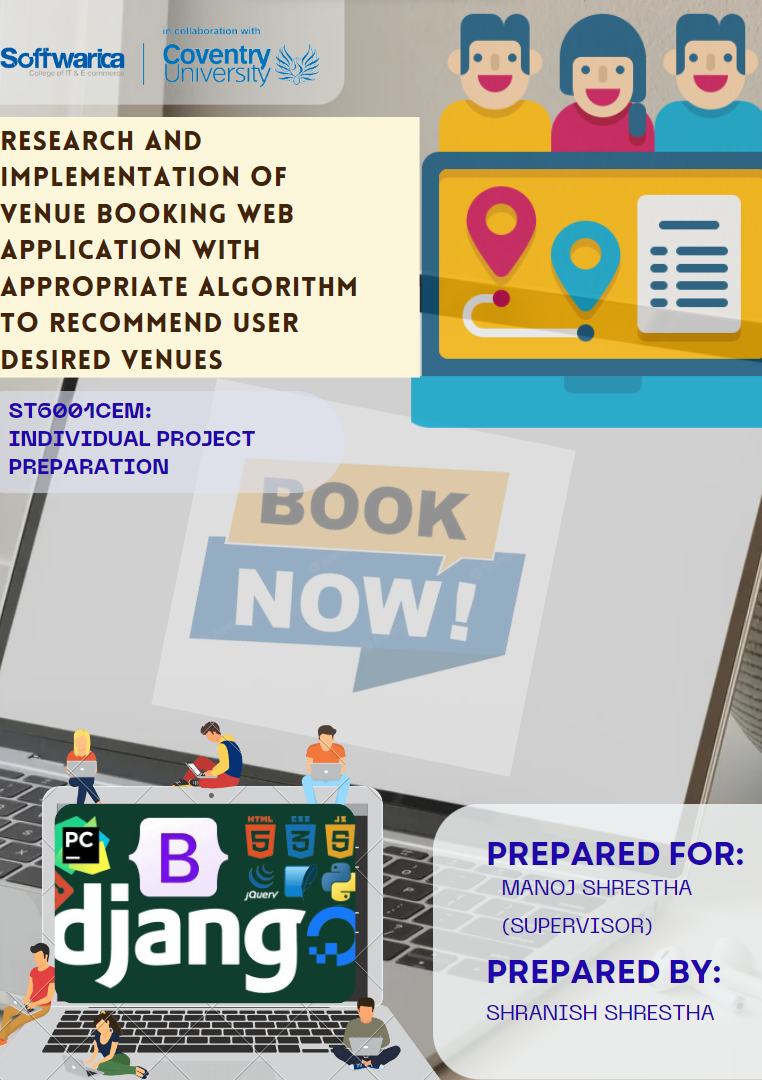 in collaboration with
Softwarica
College of IT & E-commerce
Coventry
University
RESEARCH AND
IMPLEMENTATION OF
VENUE BOOKING WEB
APPLICATION WITH
APPROPRIATE ALGORITHM
TO RECOMMEND USER
DESIRED VENUES
ST6001CEM:
INDIVIDUAL PROJECT
PREPARATION
BOOK
NOW!
PC
B
HTML
5
CSS
3
JS
5
jQuery
django
PREPARED FOR:
MANOJ SHRESTHA
(SUPERVISOR)
PREPARED BY:
SHRANISH SHRESTHA